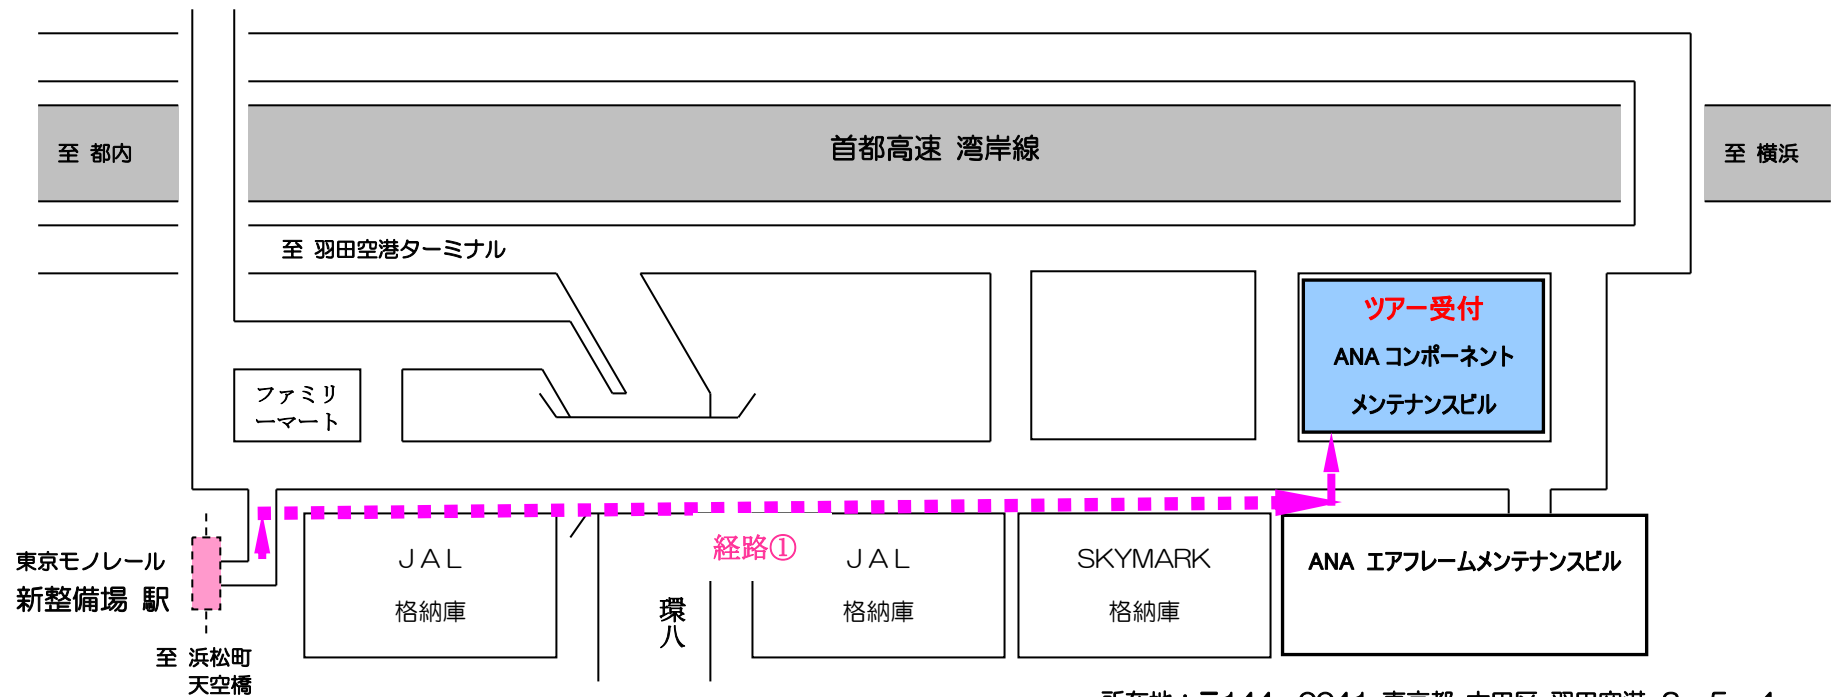 首都高速 湾岸線
至 都内
至 横浜
至 羽田空港ターミナル
ツアー受付
ANA コンポーネント
メンテナンスビル
ファミリ
ーマート
経路①
東京モノレール
新整備場 駅
JAL
格納庫
環
八
JAL
格納庫
SKYMARK
格納庫
ANA エアフレームメンテナンスビル
至 浜松町
天空橋